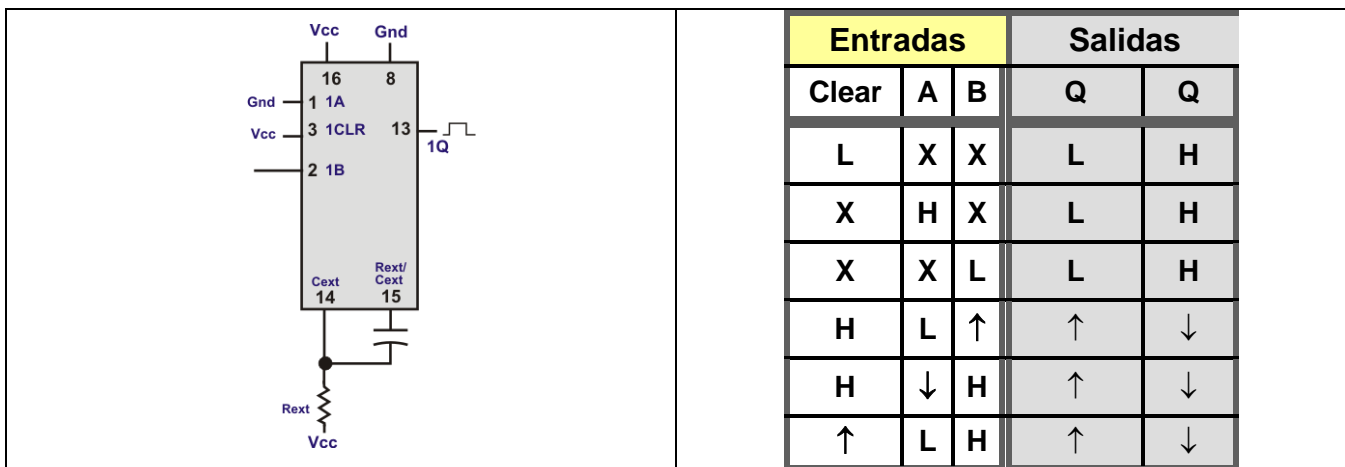 Vcc Gnd
16 8
Gnd 1 1A
Vcc 3 1CLR 13
1Q
2 1B
Rext/
Cext Cext
14 15
Rext
Vcc
Entradas Salidas
Clear A B Q Q
L X X L H
X H X L H
X X L L H
H L ↑ ↑ ↓
H ↓ H ↑ ↓
↑ L H ↑ ↓